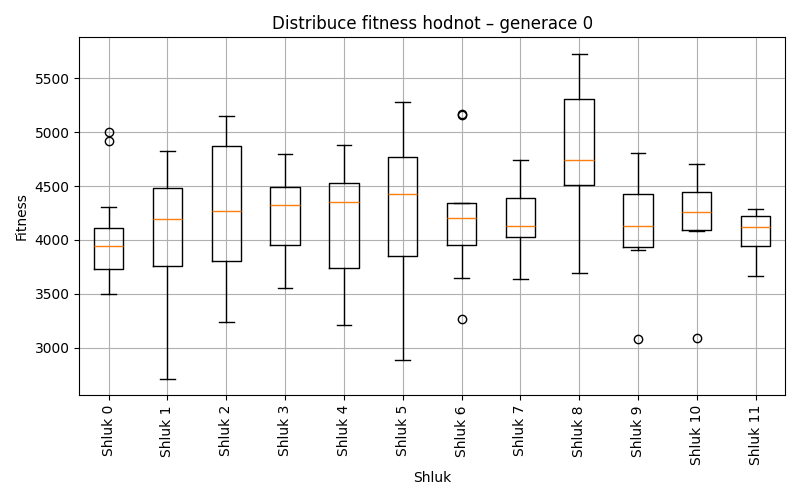 Distribuce fitness hodnot – generace 0
Fitness
5500
5000
4500
4000
3500
3000
Shluk 0
Shluk 1
Shluk 2
Shluk 3
Shluk 4
Shluk 5
Shluk 6
Shluk 7
Shluk 8
Shluk 9
Shluk 10
Shluk 11
Shluk